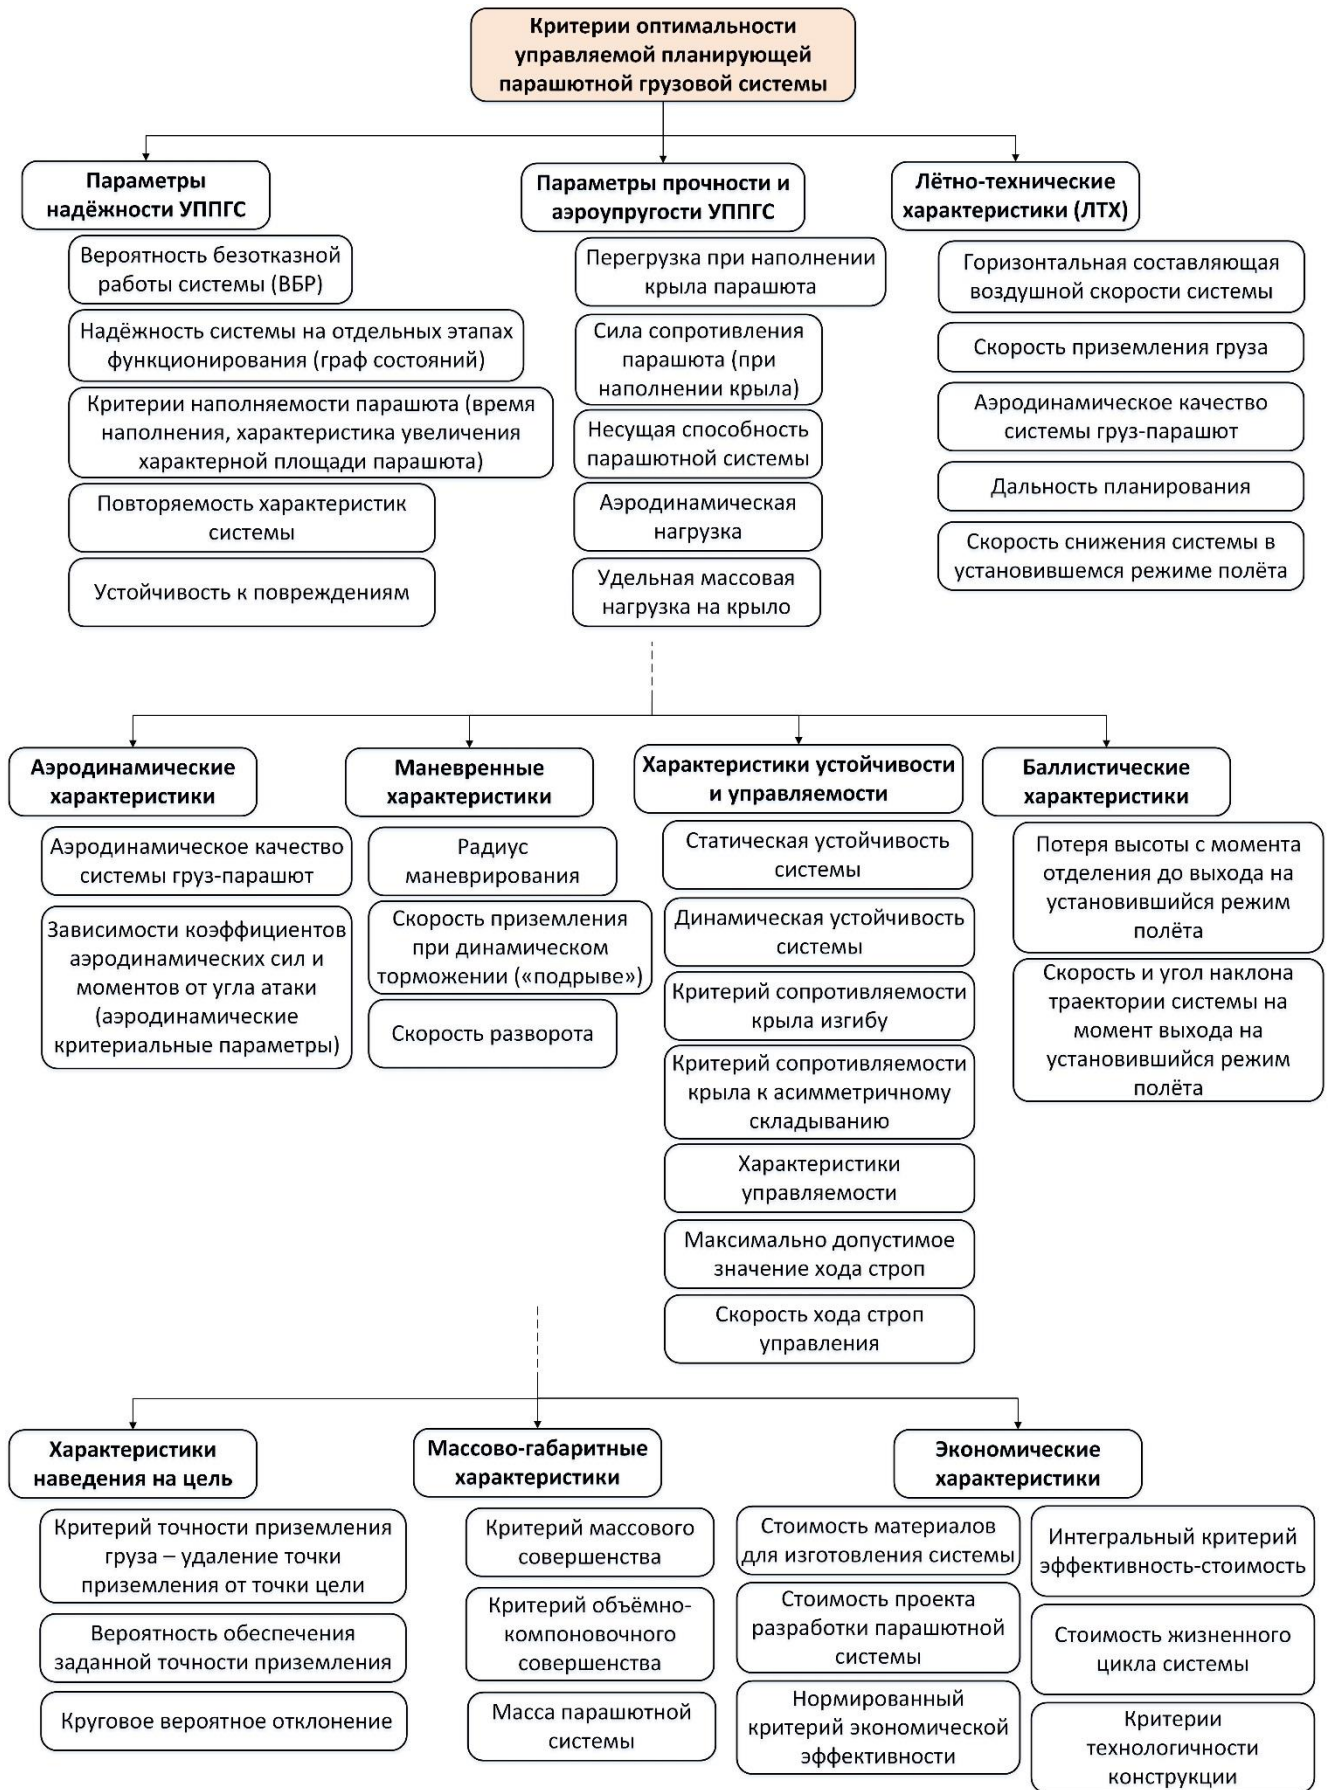 Критерии оптимальности
управляемой планирующей
парашютной грузовой системы
Параметры
надёжности УППГС
Вероятность безотказной
работы системы (ВБР)
Надёжность системы на отдельных этапах
функционирования (граф состояний)
Критерии наполняемости парашюта (время
наполнения, характеристика увеличения
характерной площади парашюта)
Повторяемость характеристик
системы
Устойчивость к повреждениям
Параметры прочности и
аэроупругости УППГС
Перегрузка при наполнении
крыла парашюта
Сила сопротивления
парашюта (при
наполнении крыла)
Несущая способность
парашютной системы
Аэродинамическая
нагрузка
Удельная массовая
нагрузка на крыло
Лётно-технические
характеристики (ЛТХ)
Горизонтальная составляющая
воздушной скорости системы
Скорость приземления груза
Аэродинамическое качество
системы груз-парашют
Дальность планирования
Скорость снижения системы в
установившемся режиме полёта
Аэродинамические
характеристики
Аэродинамическое качество
системы груз-парашют
Зависимости коэффициентов
аэродинамических сил и
моментов от угла атаки
(аэродинамические
критериальные параметры)
Маневренные
характеристики
Радиус
маневрирования
Скорость приземления
при динамическом
торможении («подрыве»)
Скорость разворота
Характеристики устойчивости
и управляемости
Статическая устойчивость
системы
Динамическая устойчивость
системы
Критерий сопротивляемости
крыла изгибу
Критерий сопротивляемости
крыла к асимметричному
складыванию
Характеристики
управляемости
Максимально допустимое
значение хода строп
Скорость хода строп
управления
Баллистические
характеристики
Потеря высоты с момента
отделения до выхода на
установившийся режим
полёта
Скорость и угол наклона
траектории системы на
момент выхода на
установившийся режим
полёта
Характеристики
наведения на цель
Критерий точности приземления
груза – удаление точки
приземления от точки цели
Вероятность обеспечения
заданной точности приземления
Круговое вероятное отклонение
Массово-габаритные
характеристики
Критерий массового
совершенства
Критерий объёмно-
компоновочного
совершенства
Масса парашютной
системы
Экономические
характеристики
Стоимость материалов
для изготовления системы
Стоимость проекта
разработки парашютной
системы
Нормированный
критерий экономической
эффективности
Интегральный критерий
эффективность-стоимость
Стоимость жизненного
цикла системы
Критерии
технологичности
конструкции